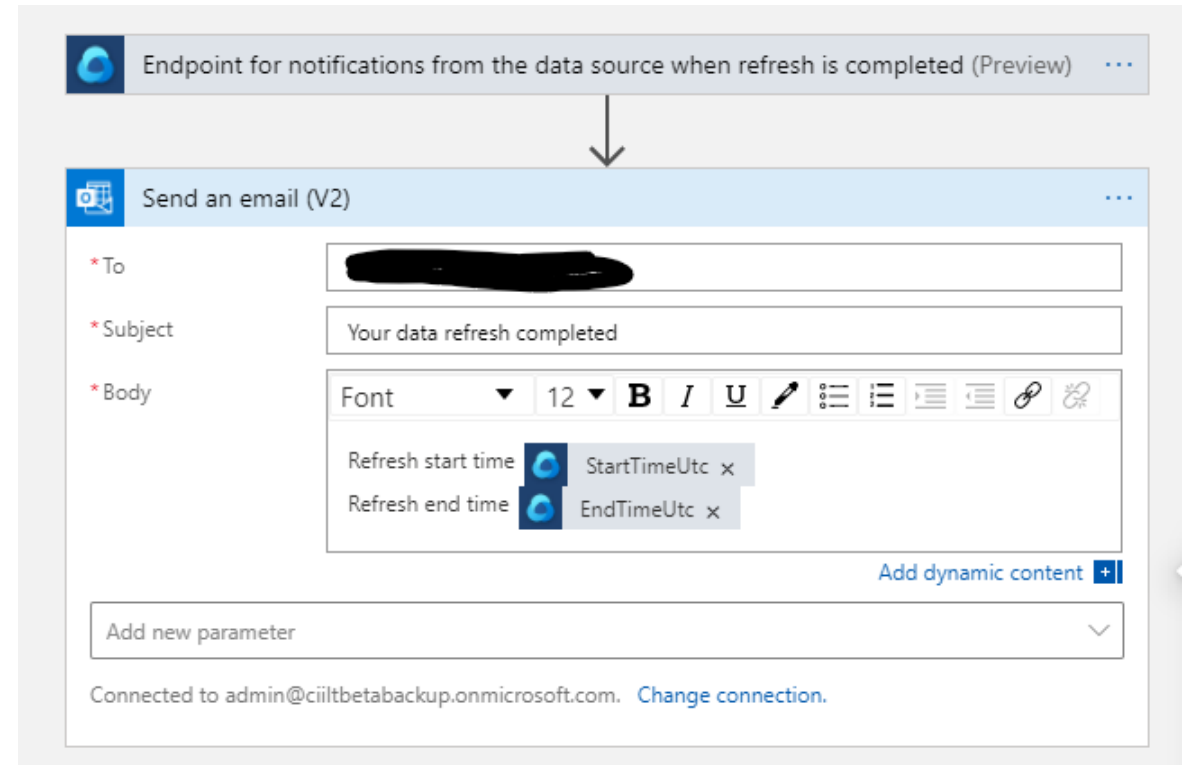 Endpoint for notifications from the data source when refresh is completed (Preview) ...
Send an email (V2) ...
* To
* Subject
Your data refresh completed
* Body
Font 12 B I U
Refresh start time StartTimeUtc ×
Refresh end time EndTimeUtc ×
Add dynamic content +
Add new parameter
Connected to admin@ciiltbetabackup.onmicrosoft.com. Change connection.